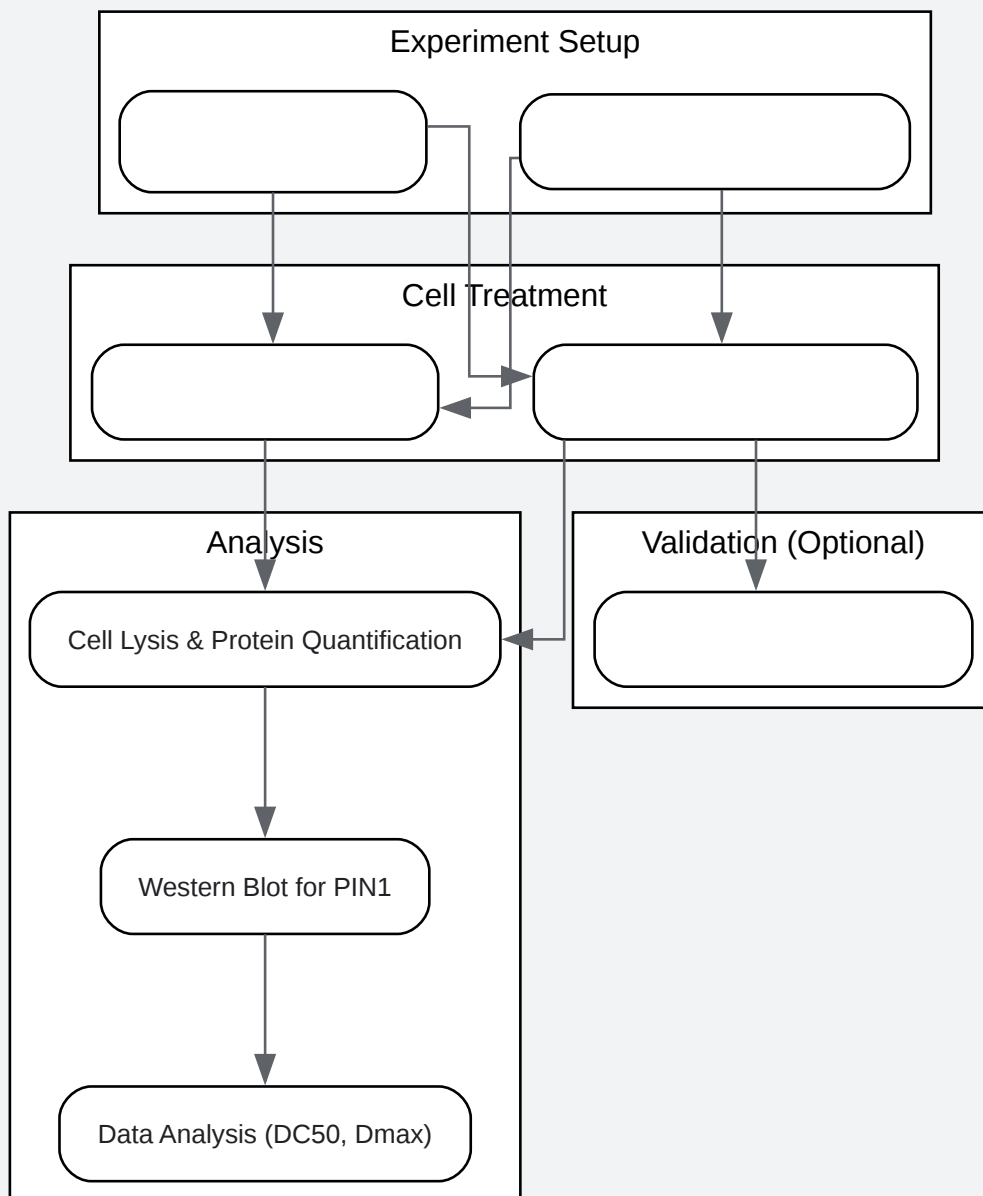 Experiment Setup
Cell Treatment
Analysis
Validation (Optional)
Cell Lysis & Protein Quantification
Western Blot for PIN1
Data Analysis (DC50, Dmax)